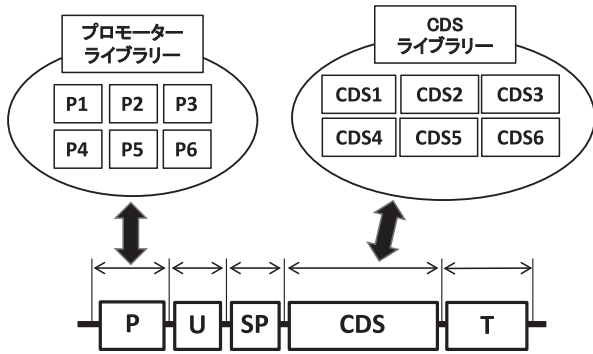 プロモーター
ライブラリー
P1 P2 P3
P4 P5 P6
CDS
ライブラリー
CDS1 CDS2 CDS3
CDS4 CDS5 CDS6
P U SP CDS T